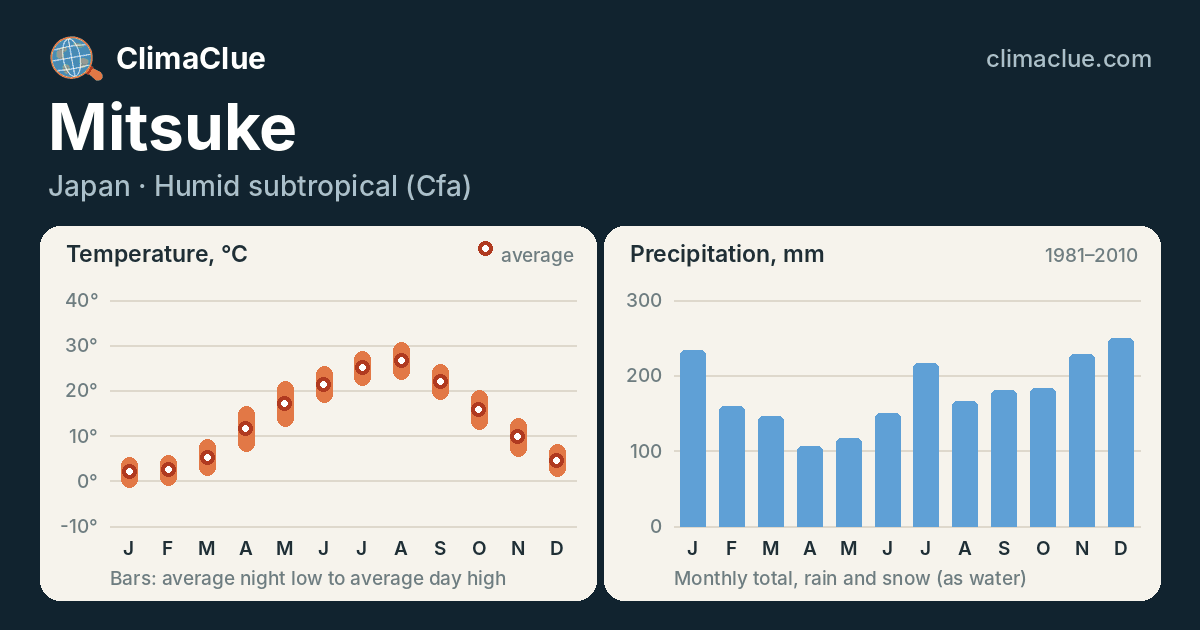 ClimaClue
climaclue.com
Mitsuke
Japan · Humid subtropical (Cfa)
Temperature, °C
average
40°
30°
20°
10°
0°
-10°
J F M A M J J A S O N D
Bars: average night low to average day high
Precipitation, mm
1981–2010
300
200
100
0
J F M A M J J A S O N D
Monthly total, rain and snow (as water)